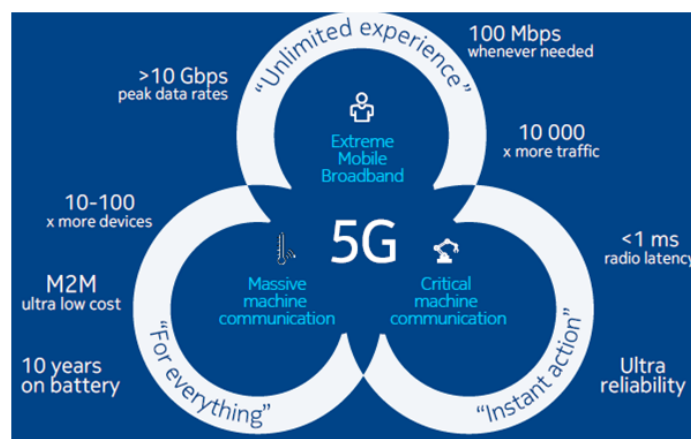 100 Mbps
whenever needed
>10 Gbps
peak data rates
“Unlimited experience”
Extreme
Mobile
Broadband
10 000
x more traffic
10-100
x more devices
5G
<1 ms
radio latency
M2M
ultra low cost
Massive
machine
communication
Critical
machine
communication
10 years
on battery
“For everything”
“Instant action”
Ultra
reliability